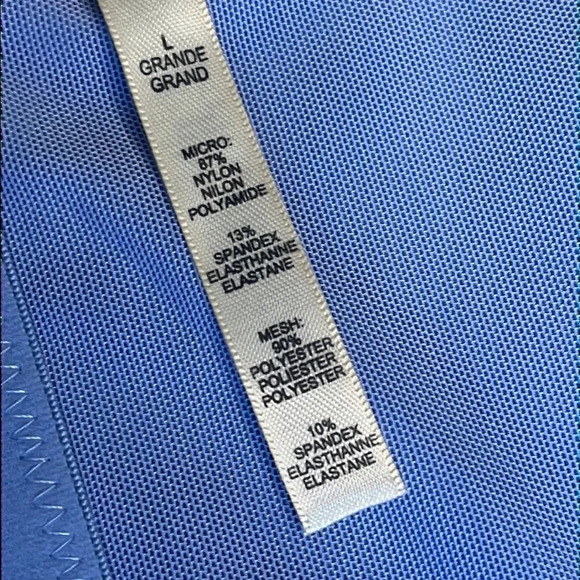 L
GRANDE
GRAND
MICRO:
87%
NYLON
NILON
POLYAMIDE
13%
SPANDEX
ELASTHANNE
ELASTANE
MESH:
90%
POLYESTER
POLIESTER
POLYESTER
10%
SPANDEX
ELASTHANNE
ELASTANE